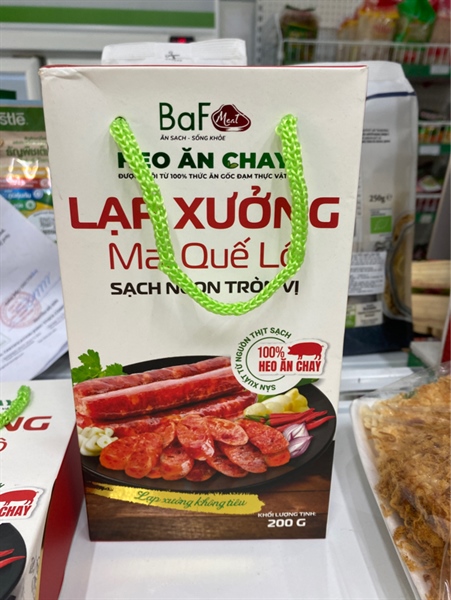 BaF Meat
ĂN SẠCH - SỐNG KHỎE
HEO ĂN CHAY
TỪ 100% THỨC ĂN GỐC ĐẠM THỰC VẬT
LẠP XƯỞNG
Mai Quế Lộ
SẠCH NGON TRÒN VỊ
SẢN XUẤT TỪ NGUỒN THỊT SẠCH
100%
HEO ĂN CHAY
Lạp xưởng không tiêu
KHỐI LƯỢNG TỊNH:
200 G
250g
CHAY